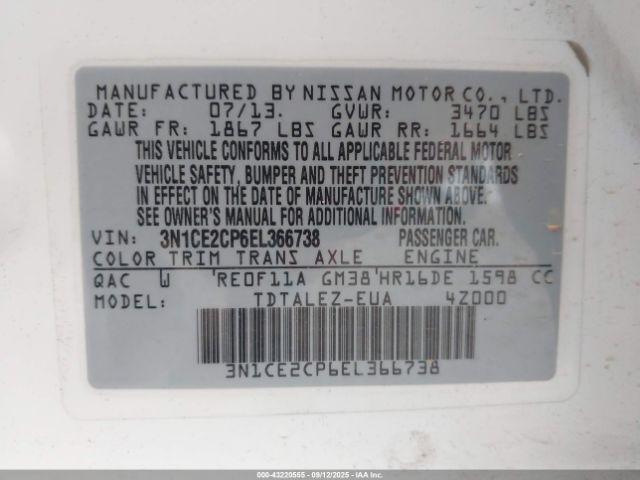 MANUFACTURED BY NISSAN MOTOR CO., LTD.
DATE: 07/13. GVWR: 3470 LBS
GAWR FR: 1867 LBS GAWR RR: 1664 LBS
THIS VEHICLE CONFORMS TO ALL APPLICABLE FEDERAL MOTOR
VEHICLE SAFETY, BUMPER AND THEFT PREVENTION STANDARDS
IN EFFECT ON THE DATE OF MANUFACTURE SHOWN ABOVE.
SEE OWNER'S MANUAL FOR ADDITIONAL INFORMATION.
VIN: 3N1CE2CP6EL366738 PASSENGER CAR.
COLOR TRIM TRANS AXLE ENGINE
QAC W 'RE0F11A GM38'HR16DE 1598 CC
MODEL: TDTALEZ-EUA 4Z000
3N1CE2CP6EL366738
000-43220555 - 09/12/2025 - IAA Inc.